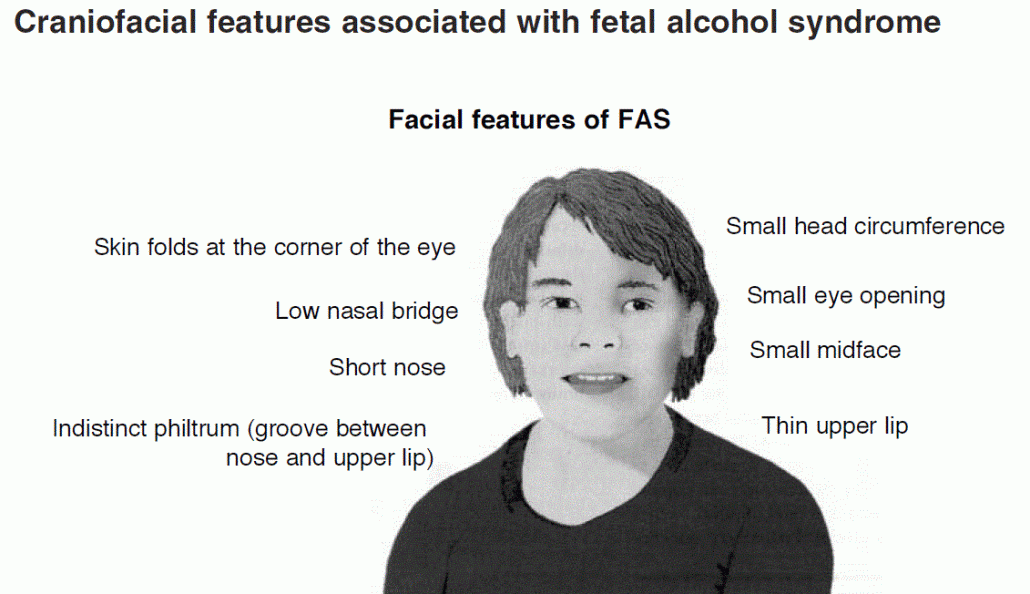 Craniofacial features associated with fetal alcohol syndrome
Facial features of FAS
Skin folds at the corner of the eye
Low nasal bridge
Short nose
Indistinct philtrum (groove between
nose and upper lip)
Small head circumference
Small eye opening
Small midface
Thin upper lip